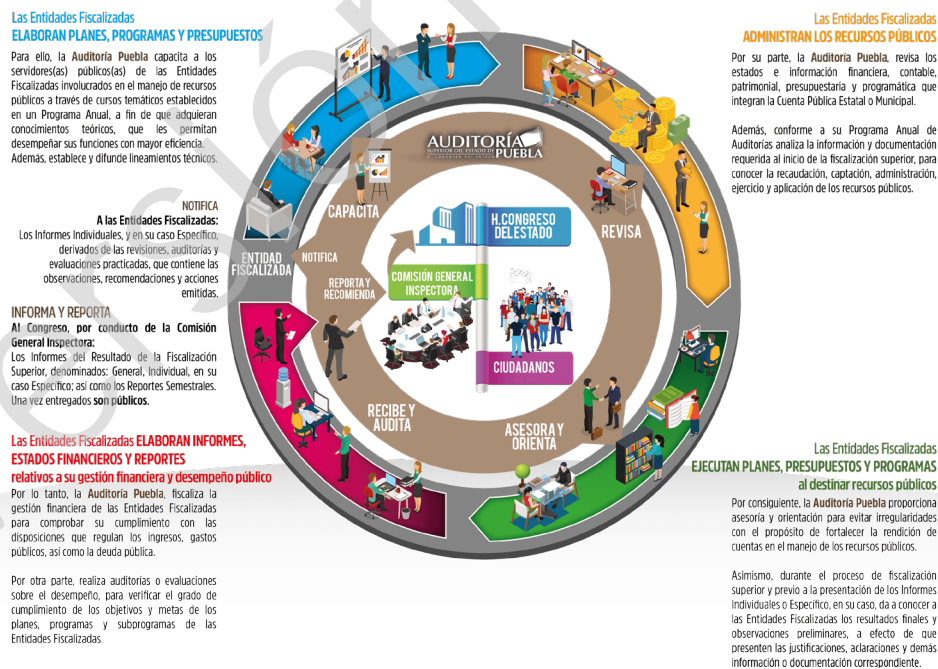 Las Entidades Fiscalizadas
ELABORAN PLANES, PROGRAMAS Y PRESUPUESTOS
Para ello, la Auditoría Puebla capacita a los
servidores(as) públicos(as) de las Entidades
Fiscalizadas involucrados en el manejo de recursos
públicos a través de cursos temáticos establecidos
en un Programa Anual, a fin de que adquieran
conocimientos teóricos, que les permitan
desempeñar sus funciones con mayor eficiencia.
Además, establece y difunde lineamientos técnicos.
NOTIFICA
A las Entidades Fiscalizadas:
Los Informes Individuales, y en su caso Específico,
derivados de las revisiones, auditorías y
evaluaciones practicadas, que contiene las
observaciones, recomendaciones y acciones
emitidas.
INFORMA Y REPORTA
Al Congreso, por conducto de la Comisión
General Inspectora:
Los Informes del Resultado de la Fiscalización
Superior, denominados: General, Individual, en su
caso Específico; así como los Reportes Semestrales.
Una vez entregados son públicos.
Las Entidades Fiscalizadas ELABORAN INFORMES,
ESTADOS FINANCIEROS Y REPORTES
relativos a su gestión financiera y desempeño público
Por lo tanto, la Auditoría Puebla, fiscaliza la
gestión financiera de las Entidades Fiscalizadas
para comprobar su cumplimiento con las
disposiciones que regulan los ingresos, gastos
públicos, así como la deuda pública.
Por otra parte, realiza auditorías o evaluaciones
sobre el desempeño, para verificar el grado de
cumplimiento de los objetivos y metas de los
planes, programas y subprogramas de las
Entidades Fiscalizadas.
AUDITORÍA
SUPERIOR DEL ESTADO DE PUEBLA
H. CONGRESO DEL ESTADO
CAPACITA
REVISA
H. CONGRESO
DEL ESTADO
ENTIDAD
FISCALIZADA
NOTIFICA
REPORTA Y
RECOMIENDA
COMISIÓN GENERAL
INSPECTORA
CIUDADANOS
RECIBE Y
AUDITA
ASESORA Y
ORIENTA
Las Entidades Fiscalizadas
ADMINISTRAN LOS RECURSOS PÚBLICOS
Por su parte, la Auditoría Puebla, revisa los
estados e información financiera, contable,
patrimonial, presupuestaria y programática que
integran la Cuenta Pública Estatal o Municipal.
Además, conforme a su Programa Anual de
Auditorías analiza la información y documentación
requerida al inicio de la fiscalización superior, para
conocer la recaudación, captación, administración,
ejercicio y aplicación de los recursos públicos.
Las Entidades Fiscalizadas
EJECUTAN PLANES, PRESUPUESTOS Y PROGRAMAS
al destinar recursos públicos
Por consiguiente, la Auditoría Puebla proporciona
asesoría y orientación para evitar irregularidades
con el propósito de fortalecer la rendición de
cuentas en el manejo de los recursos públicos.
Asimismo, durante el proceso de fiscalización
superior y previo a la presentación de los Informes
Individuales o Específico, en su caso, da a conocer a
las Entidades Fiscalizadas los resultados finales y
observaciones preliminares, a efecto de que
presenten las justificaciones, aclaraciones y demás
información o documentación correspondiente.